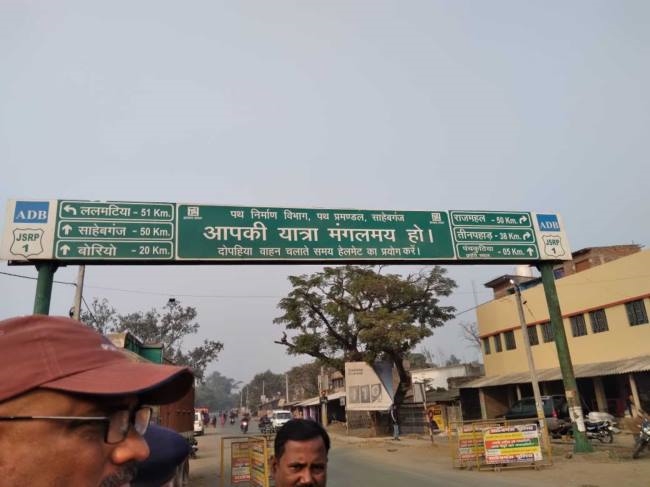 ADB
JSRP
1
ललमटिया - 51 Km.
साहेबगंज - 50 Km.
बोरियो - 20 Km.
पथ निर्माण विभाग, पथ प्रमण्डल, साहेबगंज
आपकी यात्रा मंगलमय हो।
दोपहिया वाहन चलाते समय हेलमेट का प्रयोग करें।
राजमहल - 50 Km.
तीनपहाड़ - 38 Km.
पंचकठिया - 05 Km.
ADB
JSRP
1